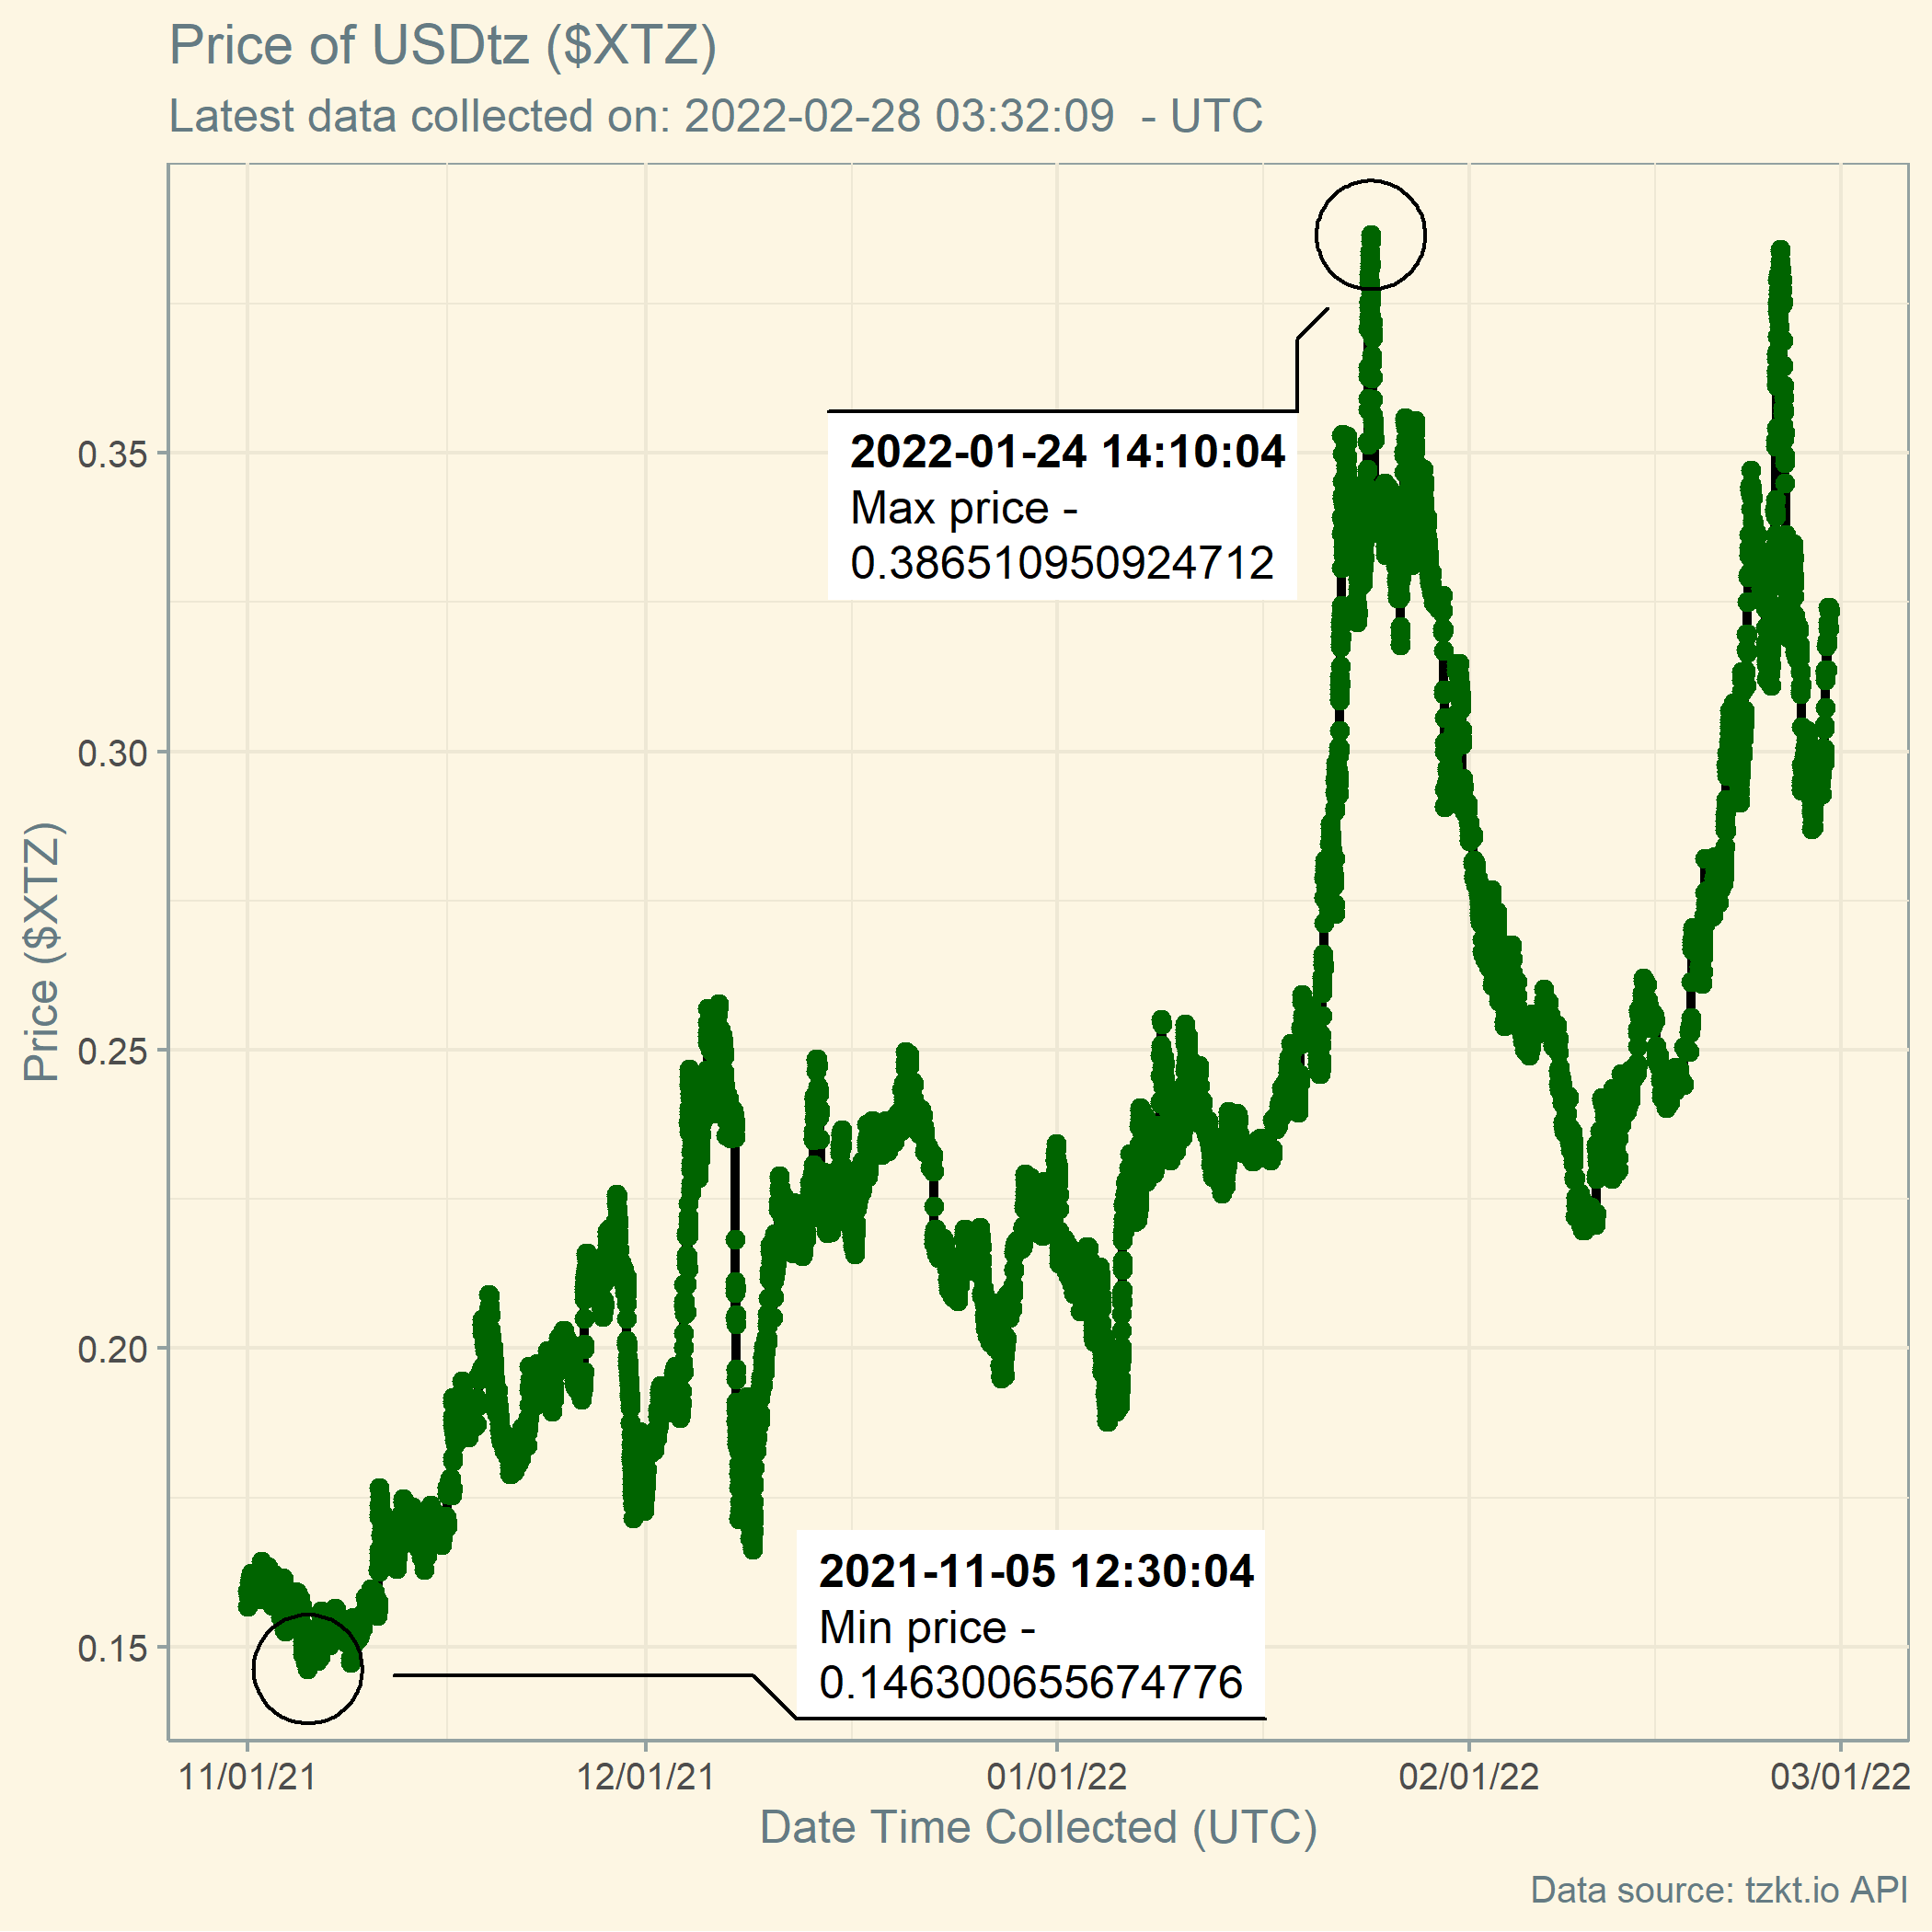 Price of USDtz ($XTZ)
Latest data collected on: 2022-02-28 03:32:09  - UTC
2022-01-24 14:10:04
Max price -
0.386510950924712
0.35
0.30
0.25
0.20
0.15
Price ($XTZ)
2021-11-05 12:30:04
Min price -
0.146300655674776
11/01/21
12/01/21
01/01/22
02/01/22
03/01/22
Date Time Collected (UTC)
Data source: tzkt.io API